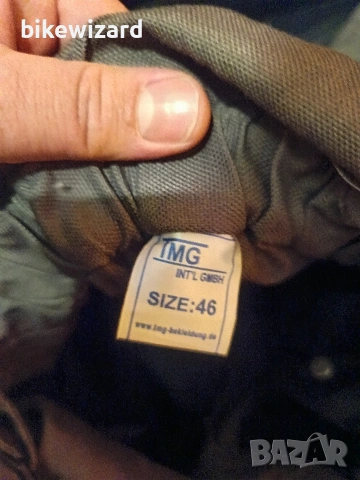 bikewizard
TMG
INT'L GMBH
SIZE:46
www.tmg-bekleidung.de
BAZAR